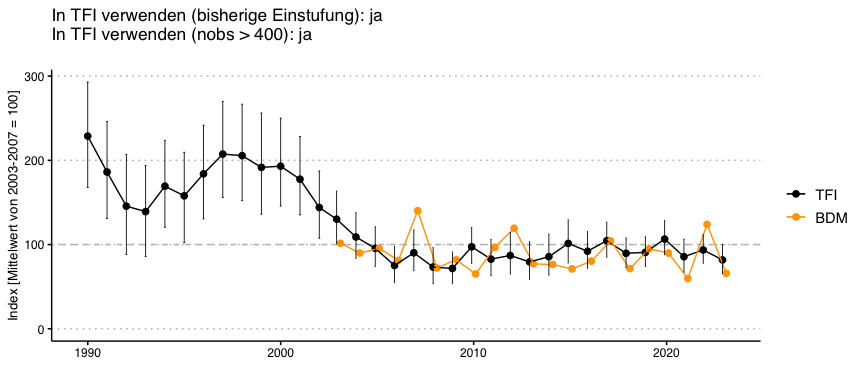 In TFI verwenden (bisherige Einstufung): ja
In TFI verwenden (nobs > 400): ja
Index [Mittelwert von 2003-2007 = 100]
300
200
100
0
1990
2000
2010
2020
TFI
BDM